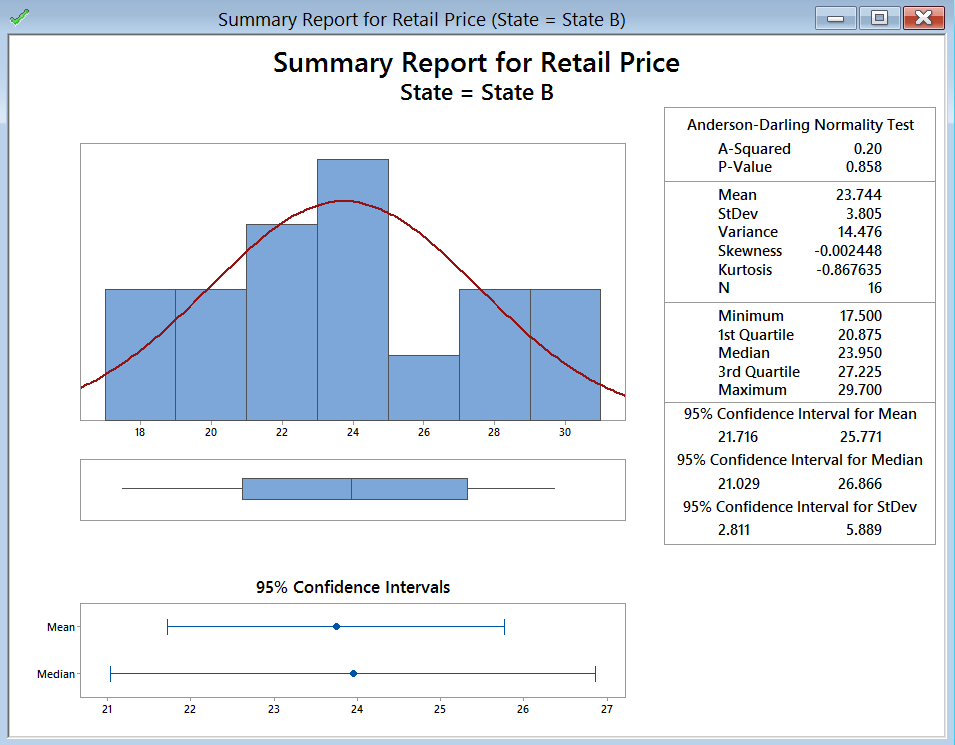 Summary Report for Retail Price (State = State B)
Summary Report for Retail Price
State = State B
18 20 22 24 26 28 30
Anderson-Darling Normality Test
A-Squared 0.20
P-Value 0.858
Mean 23.744
StDev 3.805
Variance 14.476
Skewness -0.002448
Kurtosis -0.867635
N 16
Minimum 17.500
1st Quartile 20.875
Median 23.950
3rd Quartile 27.225
Maximum 29.700
95% Confidence Interval for Mean
21.716 25.771
95% Confidence Interval for Median
21.029 26.866
95% Confidence Interval for StDev
2.811 5.889
95% Confidence Intervals
Mean
Median
21 22 23 24 25 26 27